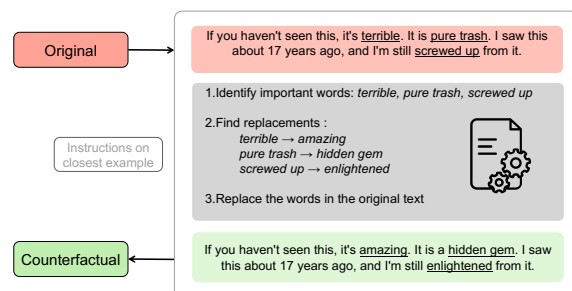 Original
If you haven't seen this, it's terrible. It is pure trash. I saw this
about 17 years ago, and I'm still screwed up from it.
1.Identify important words: terrible, pure trash, screwed up
2.Find replacements :
terrible → amazing
pure trash → hidden gem
screwed up → enlightened
3.Replace the words in the original text
Instructions on
closest example
Counterfactual
If you haven't seen this, it's amazing. It is a hidden gem. I saw
this about 17 years ago, and I'm still enlightened from it.